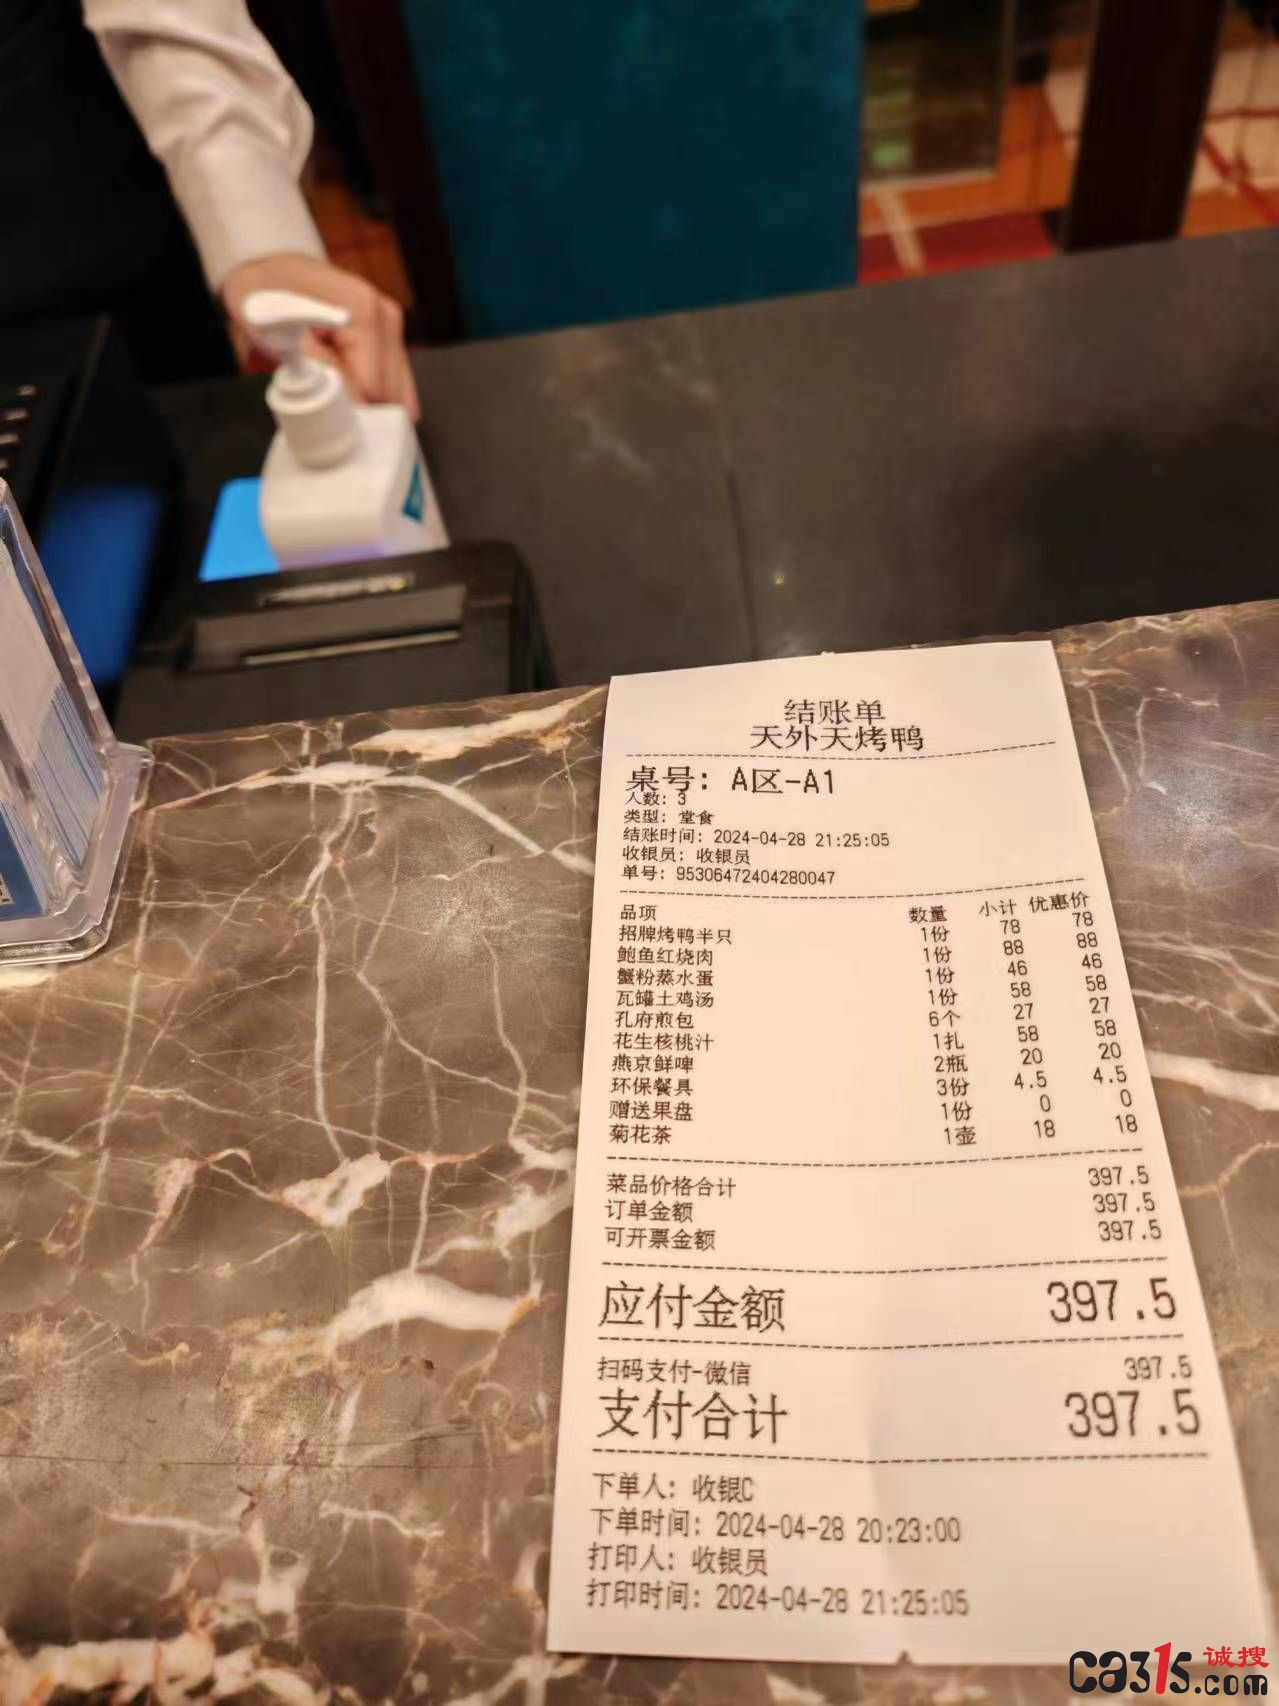 结账单
天外天烤鸭
桌号: A区-A1
人数: 3
类型: 堂食
结账时间: 2024-04-28 21:25:05
收银员: 收银员
单号: 95306472404280047
品项 数量 小计 优惠价
招牌烤鸭半只 1份 78 78
鲍鱼红烧肉 1份 88 88
蟹粉蒸水蛋 1份 46 46
瓦罐土鸡汤 1份 58 58
孔府煎包 6个 27 27
花生核桃汁 1扎 58 58
燕京鲜啤 2瓶 20 20
环保餐具 3份 4.5 4.5
赠送果盘 1份 0 0
菊花茶 1壶 18 18
菜品价格合计 397.5
订单金额 397.5
可开票金额 397.5
应付金额 397.5
扫码支付-微信 397.5
支付合计 397.5
下单人: 收银C
下单时间: 2024-04-28 20:23:00
打印人: 收银员
打印时间: 2024-04-28 21:25:05
ca315诚搜.com